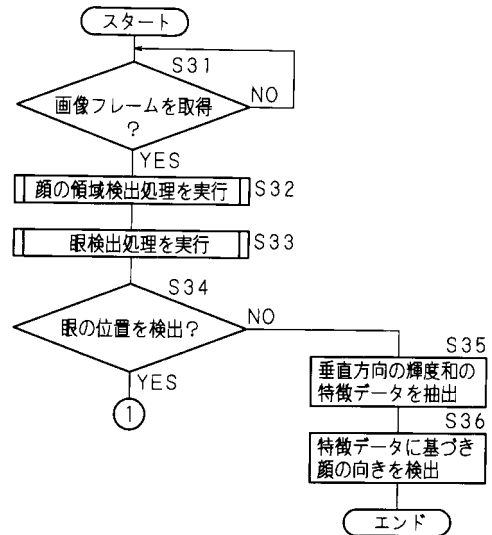 スタート
S31
画像フレームを取得
?
NO
YES
顔の領域検出処理を実行
S32
眼検出処理を実行
S33
S34
眼の位置を検出?
NO
YES
1
S35
垂直方向の輝度和の
特徴データを抽出
S36
特徴データに基づき
顔の向きを検出
エンド